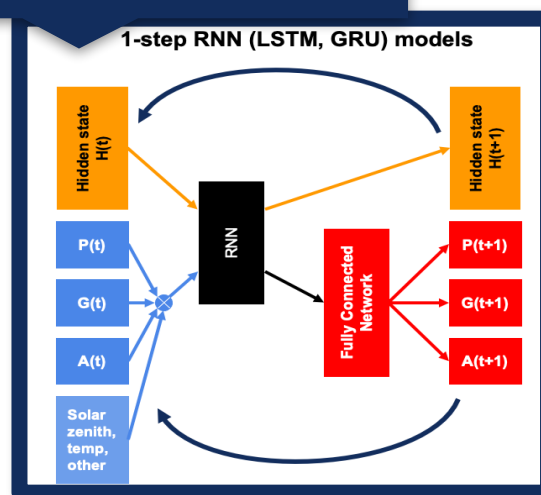 1-step RNN (LSTM, GRU) models
Hidden state
H(t)
Hidden state
H(t+1)
P(t)
G(t)
A(t)
Solar
zenith,
temp,
other
RNN
Fully Connected
Network
P(t+1)
G(t+1)
A(t+1)